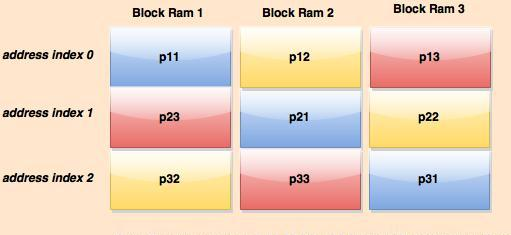 Block Ram 1 Block Ram 2 Block Ram 3
address index 0 p11 p12 p13
address index 1 p23 p21 p22
address index 2 p32 p33 p31